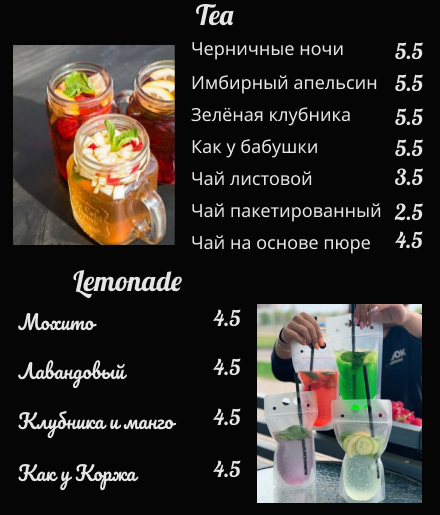 Tea
Черничные ночи 5.5
Имбирный апельсин 5.5
Зелёная клубника 5.5
Как у бабушки 5.5
Чай листовой 3.5
Чай пакетированный 2.5
Чай на основе пюре 4.5
Lemonade
Мохито 4.5
Лавандовый 4.5
Клубника и манго 4.5
Как у Коржа 4.5